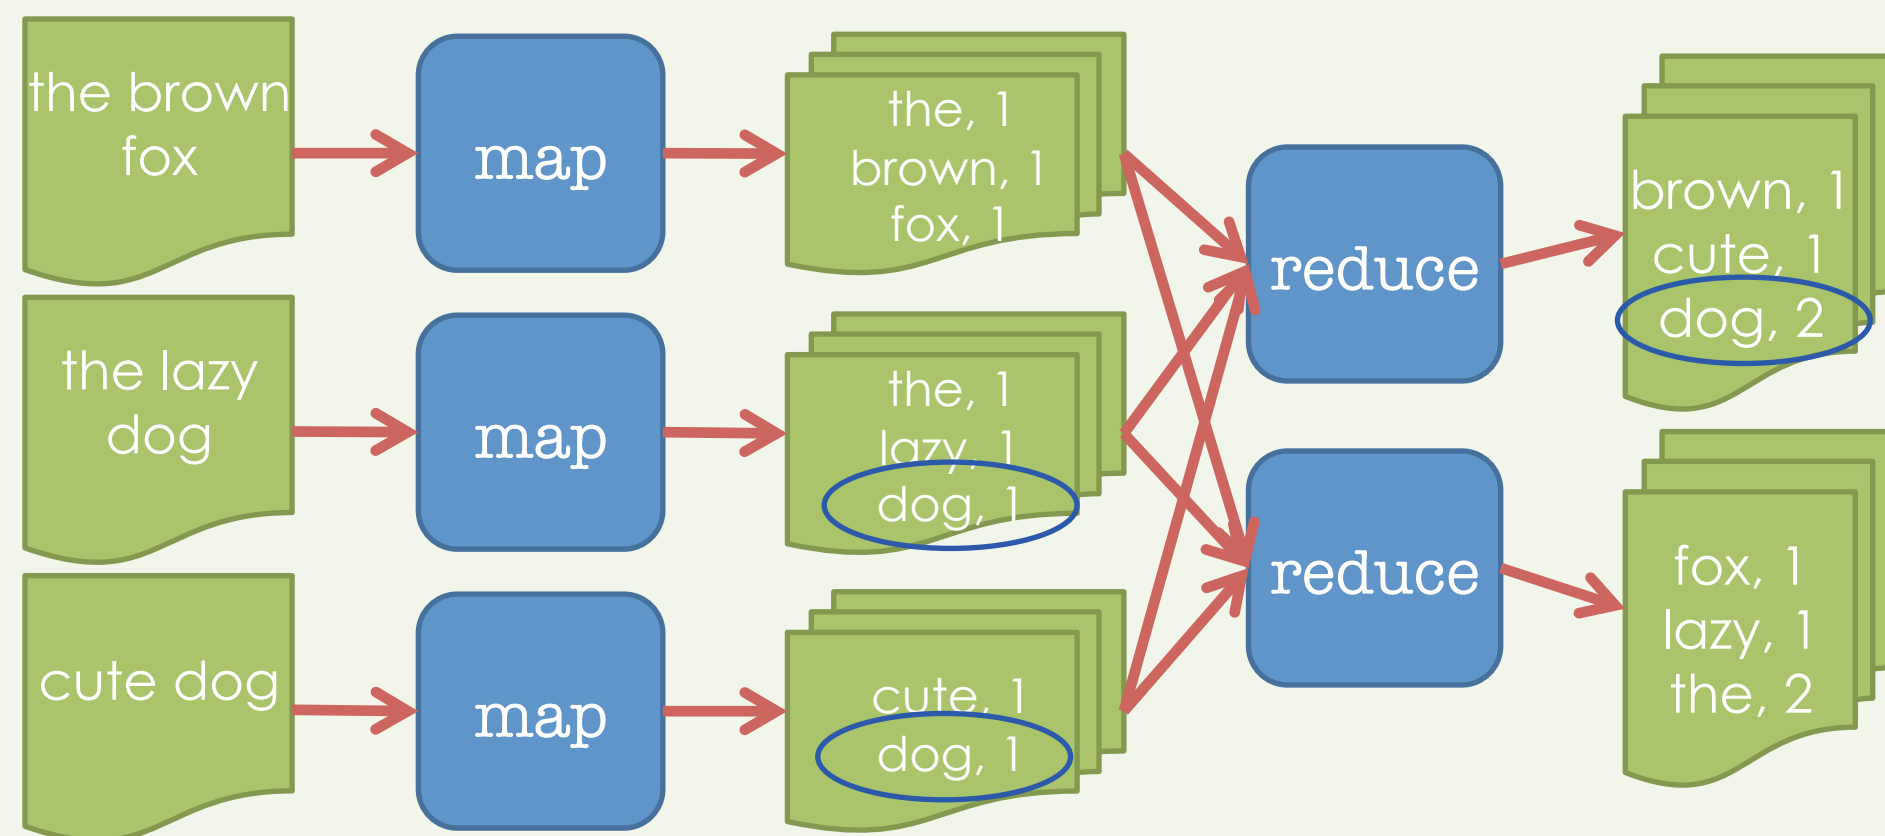 the brown
fox
map
the, 1
brown, 1
fox, 1
the lazy
dog
map
the, 1
lazy, 1
dog, 1
cute dog
map
cute, 1
dog, 1
reduce
brown, 1
cute, 1
dog, 2
reduce
fox, 1
lazy, 1
the, 2